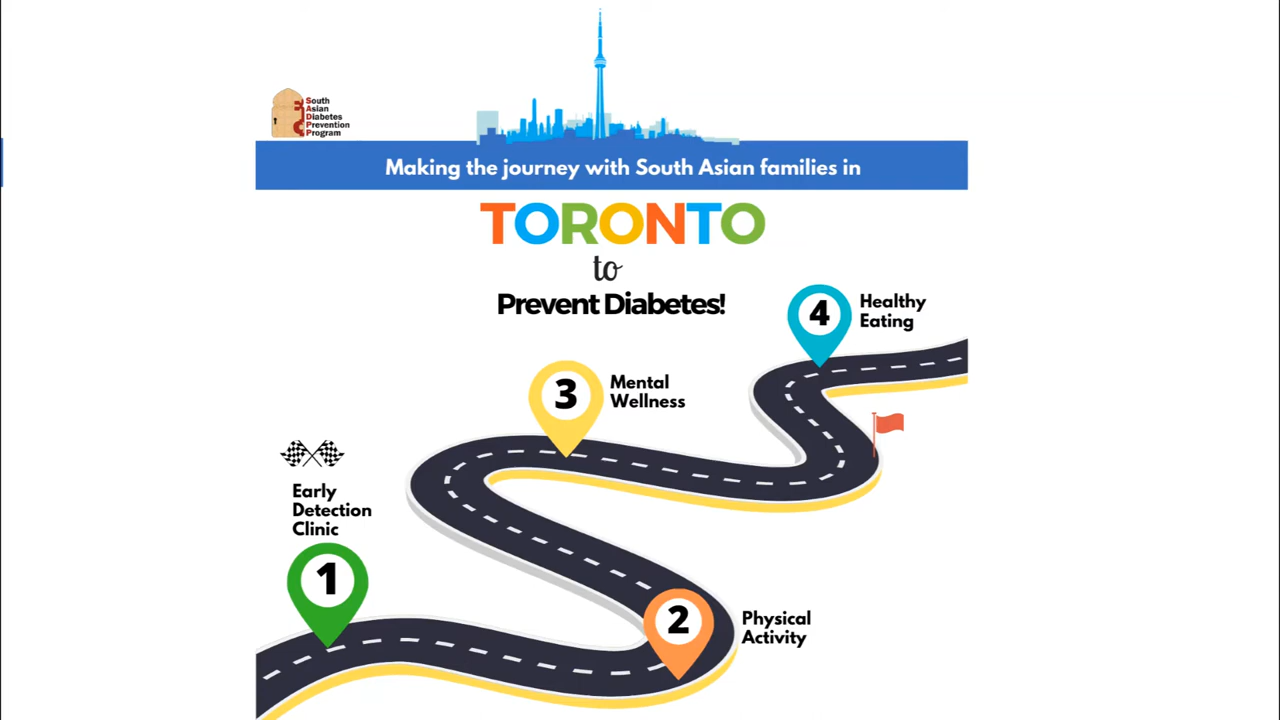 South
Asian
Diabetes
Prevention
Program
Making the journey with South Asian families in
TORONTO
to
Prevent Diabetes!
4
Healthy
Eating
3
Mental
Wellness
Early
Detection
Clinic
1
2
Physical
Activity